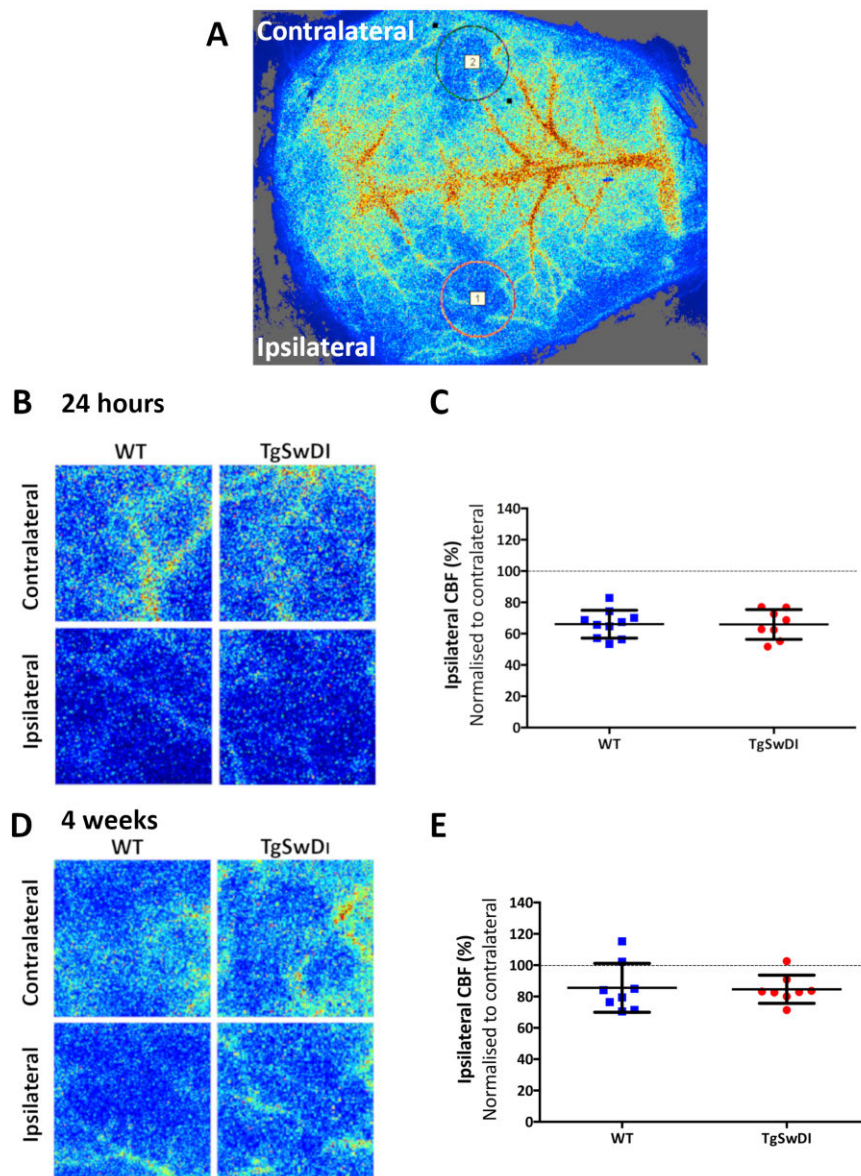 A
Contralateral
2
1
Ipsilateral
B 24 hours
WT TgSwDI
Contralateral
Ipsilateral
C
Ipsilateral CBF (%)
Normalised to contralateral
140
120
100
80
60
40
20
0
WT TgSwDI
D 4 weeks
WT TgSwDI
Contralateral
Ipsilateral
E
Ipsilateral CBF (%)
Normalised to contralateral
140
120
100
80
60
40
20
0
WT TgSwDI